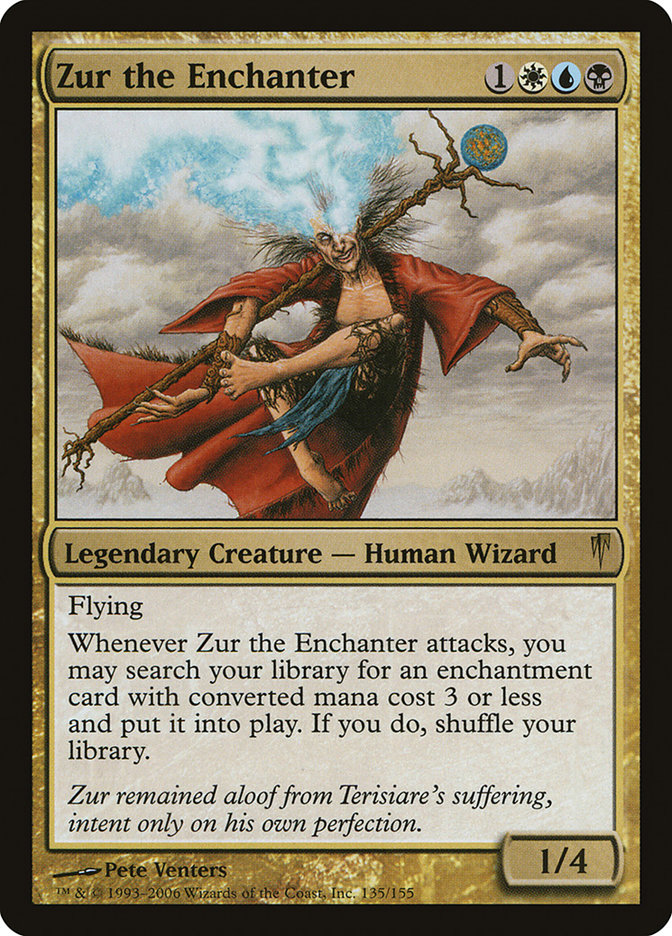 Zur the Enchanter 1
Legendary Creature — Human Wizard
Flying
Whenever Zur the Enchanter attacks, you
may search your library for an enchantment
card with converted mana cost 3 or less
and put it into play. If you do, shuffle your
library.
Zur remained aloof from Terisiare's suffering,
intent only on his own perfection.
Pete Venters
™ & © 1993–2006 Wizards of the Coast, Inc. 135/155
1/4